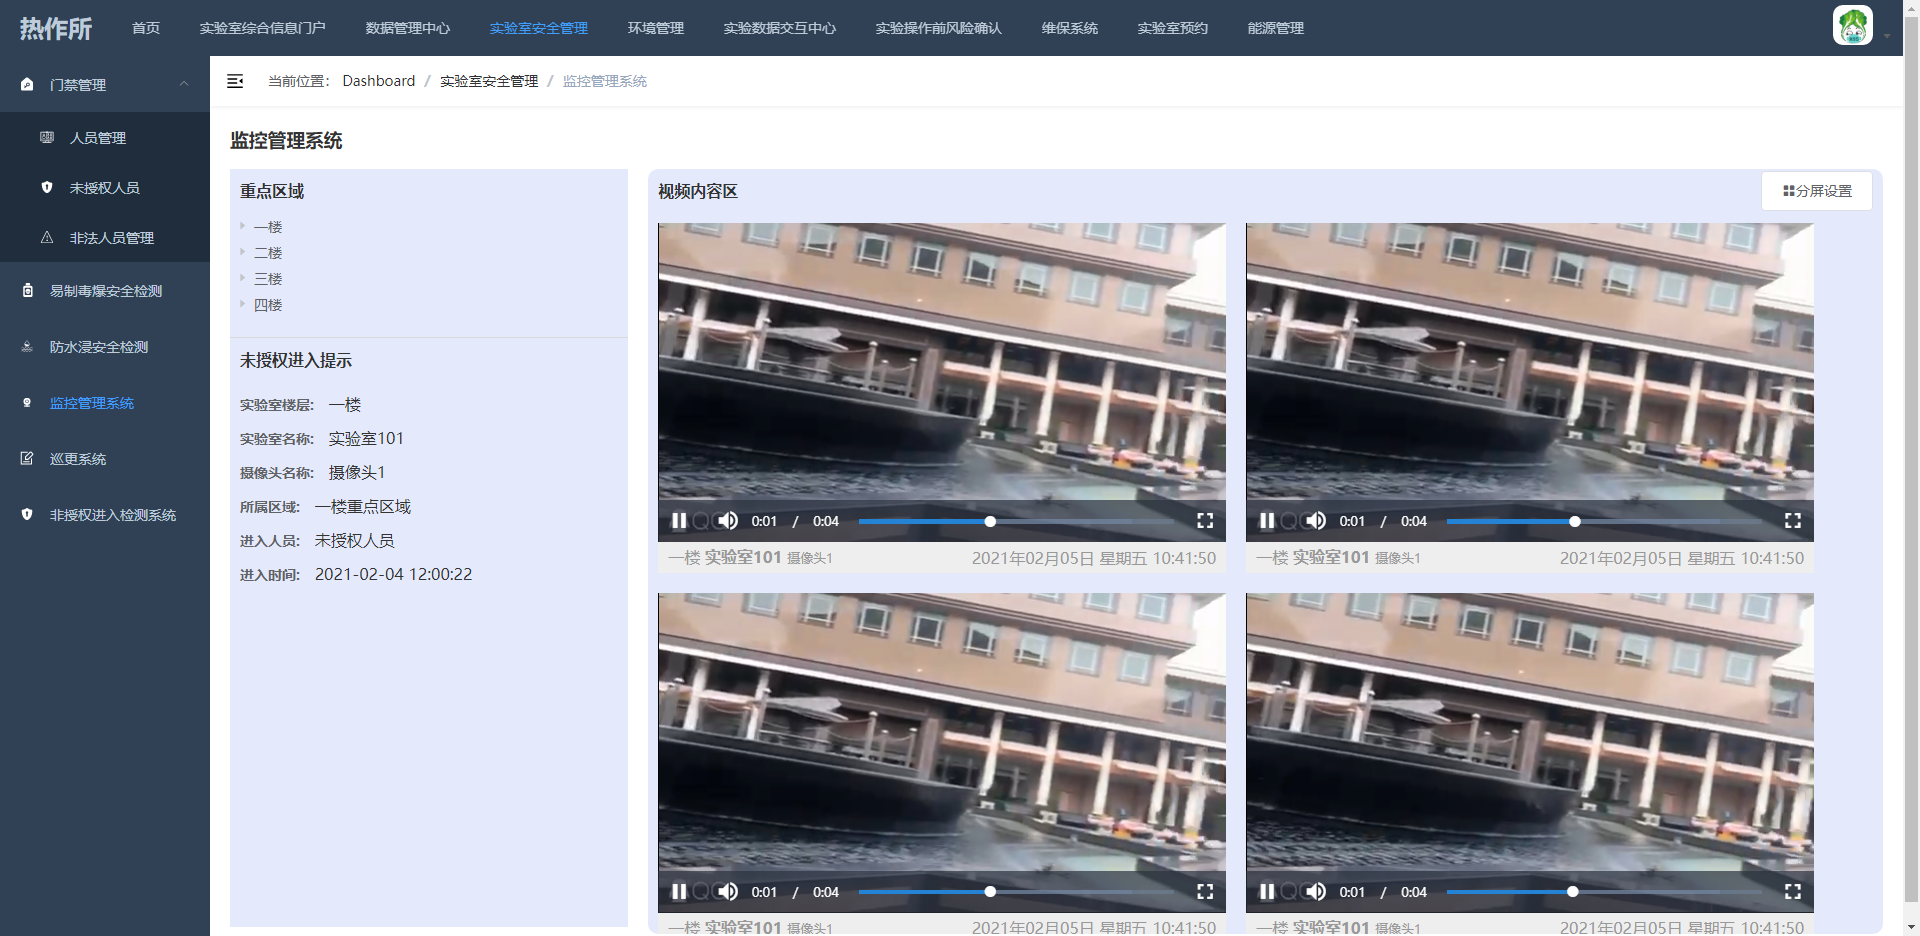 热作所
首页
实验室综合信息门户
数据管理中心
实验室安全管理
环境管理
实验数据交互中心
实验操作前风险确认
维保系统
实验室预约
能源管理
门禁管理
人员管理
未授权人员
非法人员管理
易制毒爆安全检测
防水浸安全检测
监控管理系统
巡更系统
非授权进入检测系统
当前位置: Dashboard / 实验室安全管理 / 监控管理系统
监控管理系统
重点区域
一楼
二楼
三楼
四楼
未授权进入提示
实验室楼层: 一楼
实验室名称: 实验室101
摄像头名称: 摄像头1
所属区域: 一楼重点区域
进入人员: 未授权人员
进入时间: 2021-02-04 12:00:22
视频内容区
分屏设置
0:01 / 0:04
一楼 实验室101 摄像头1 2021年02月05日 星期五 10:41:50
0:01 / 0:04
一楼 实验室101 摄像头1 2021年02月05日 星期五 10:41:50
0:01 / 0:04
一楼 实验室101 摄像头1 2021年02月05日 星期五 10:41:50
0:01 / 0:04
一楼 实验室101 摄像头1 2021年02月05日 星期五 10:41:50